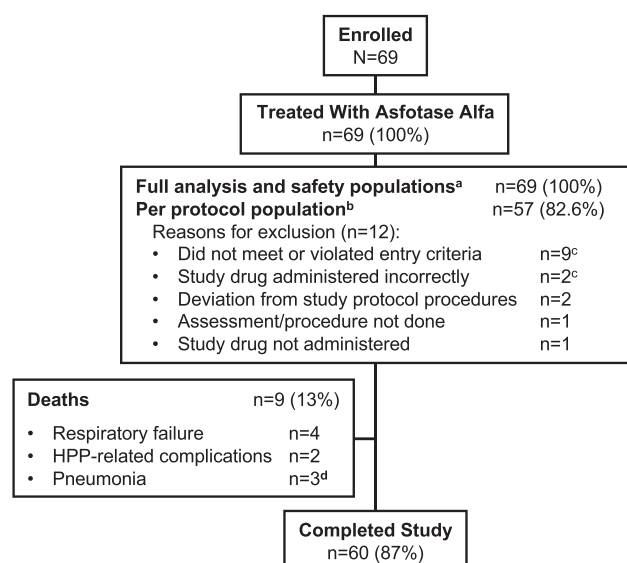 Enrolled
N=69
Treated With Asfotase Alfa
n=69 (100%)
Full analysis and safety populationsᵃ n=69 (100%)
Per protocol populationᵇ n=57 (82.6%)
Reasons for exclusion (n=12):
• Did not meet or violated entry criteria n=9ᶜ
• Study drug administered incorrectly n=2ᶜ
• Deviation from study protocol procedures n=2
• Assessment/procedure not done n=1
• Study drug not administered n=1
Deaths n=9 (13%)
• Respiratory failure n=4
• HPP-related complications n=2
• Pneumonia n=3ᵈ
Completed Study
n=60 (87%)